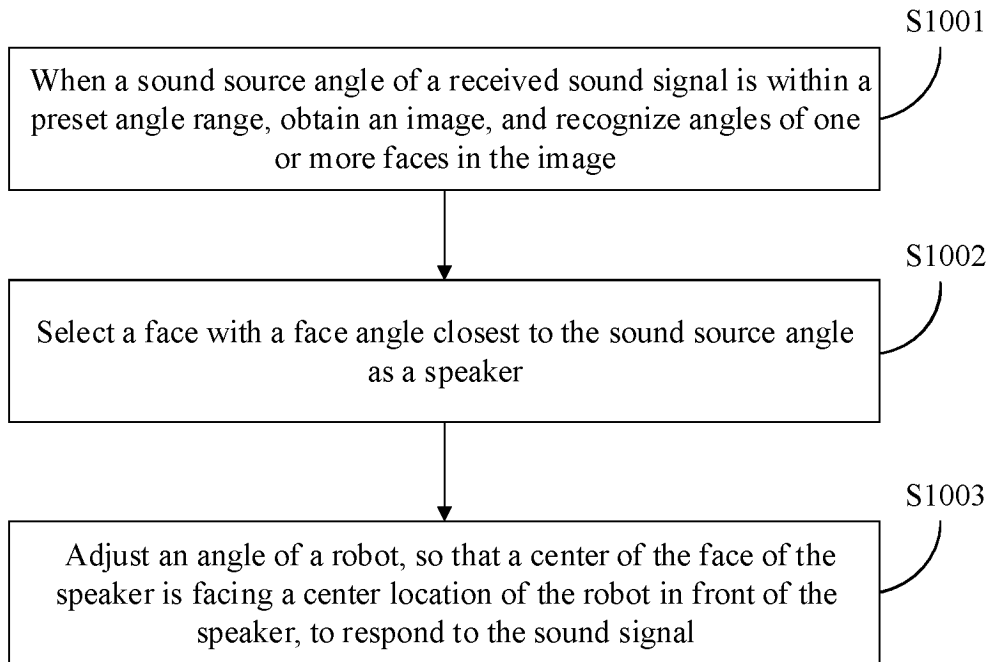 S1001
When a sound source angle of a received sound signal is within a
preset angle range, obtain an image, and recognize angles of one
or more faces in the image
S1002
Select a face with a face angle closest to the sound source angle
as a speaker
S1003
Adjust an angle of a robot, so that a center of the face of the
speaker is facing a center location of the robot in front of the
speaker, to respond to the sound signal